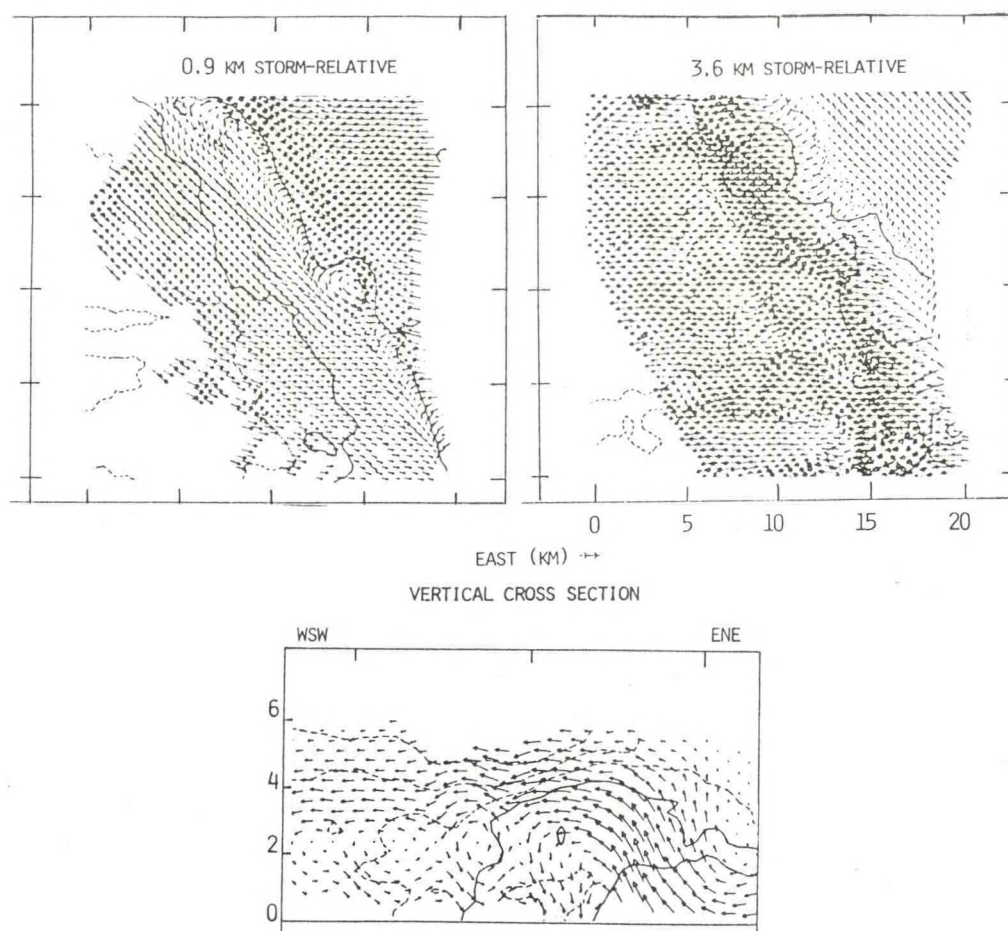 0.9 KM STORM-RELATIVE
3.6 KM STORM-RELATIVE
0 5 10 15 20
EAST (KM)
VERTICAL CROSS SECTION
WSW ENE
6
4
2
0